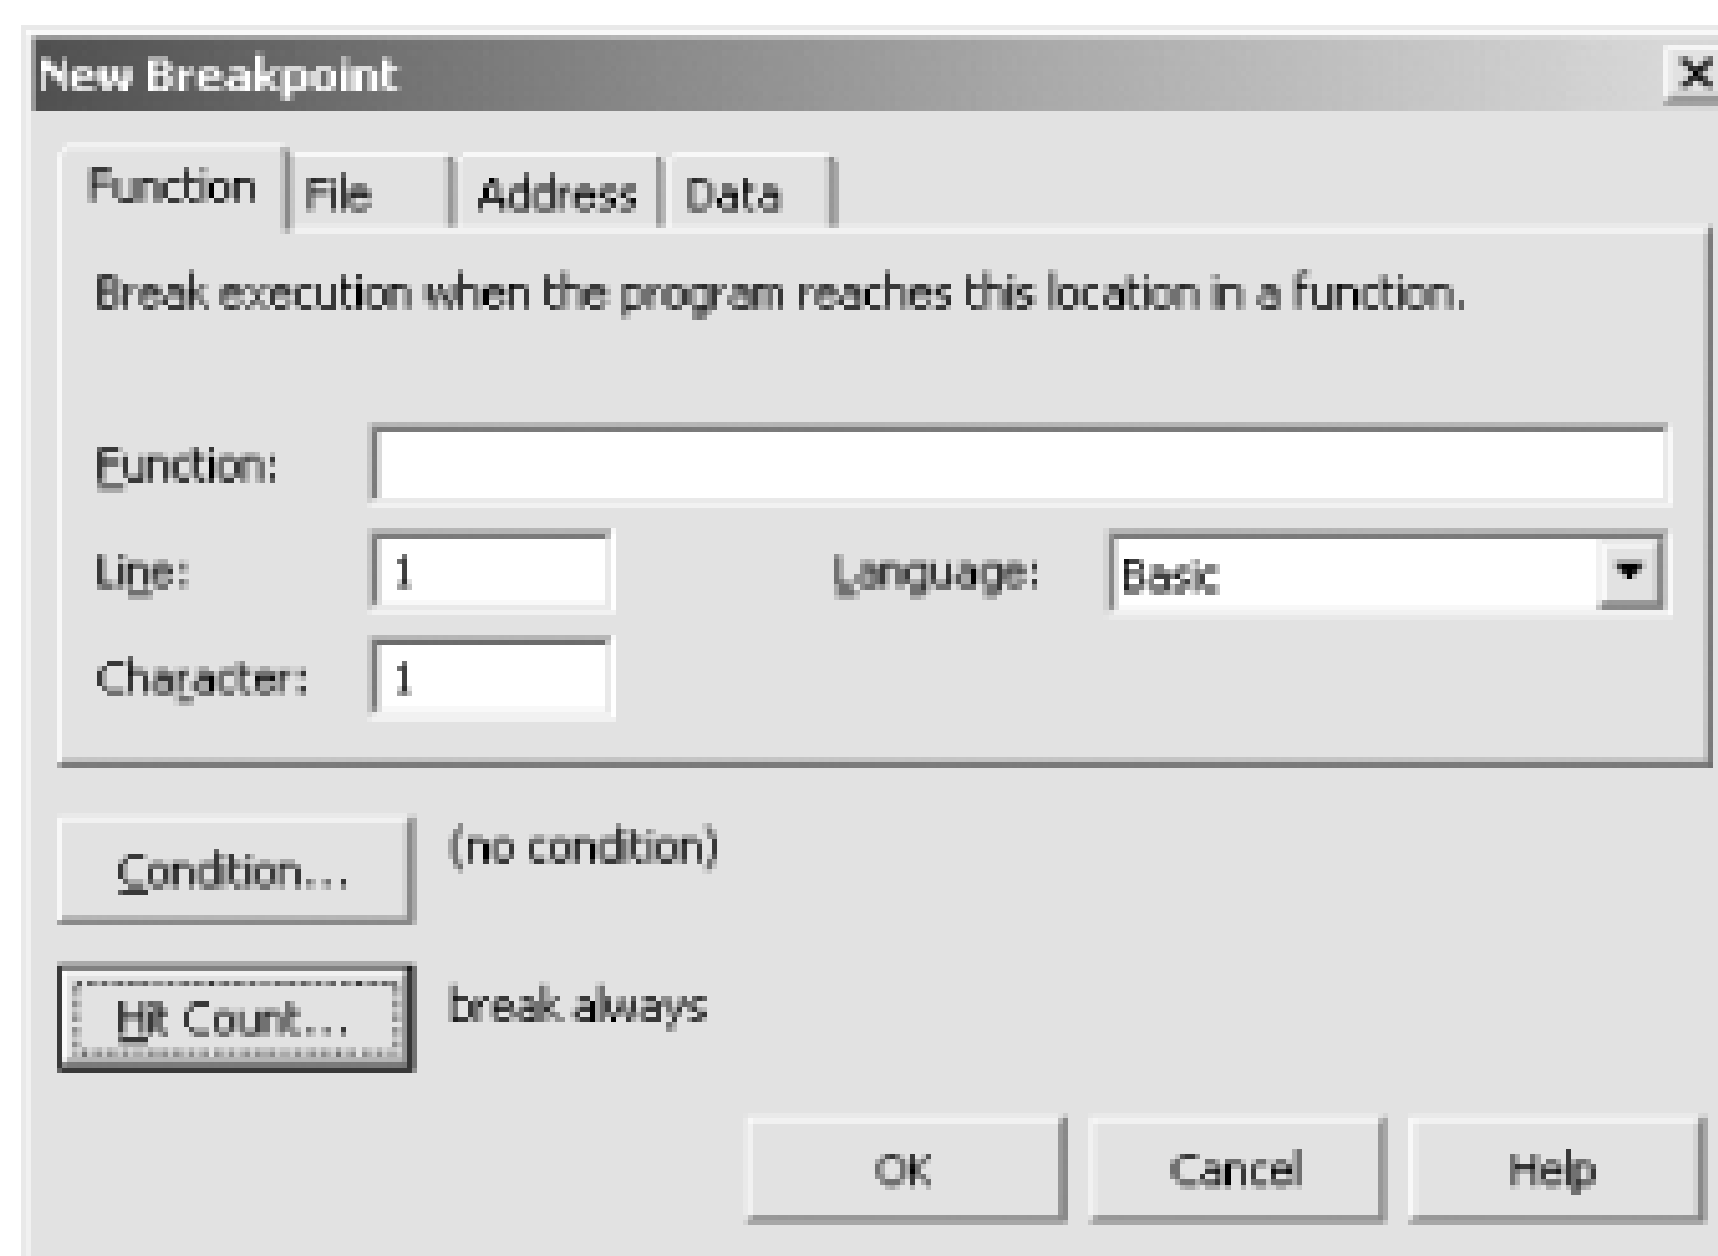 New Breakpoint
Function File Address Data
Break execution when the program reaches this location in a function.
Function:
Line: 1 Language: Basic
Character: 1
Condition... (no condition)
Hit Count... break always
OK Cancel Help